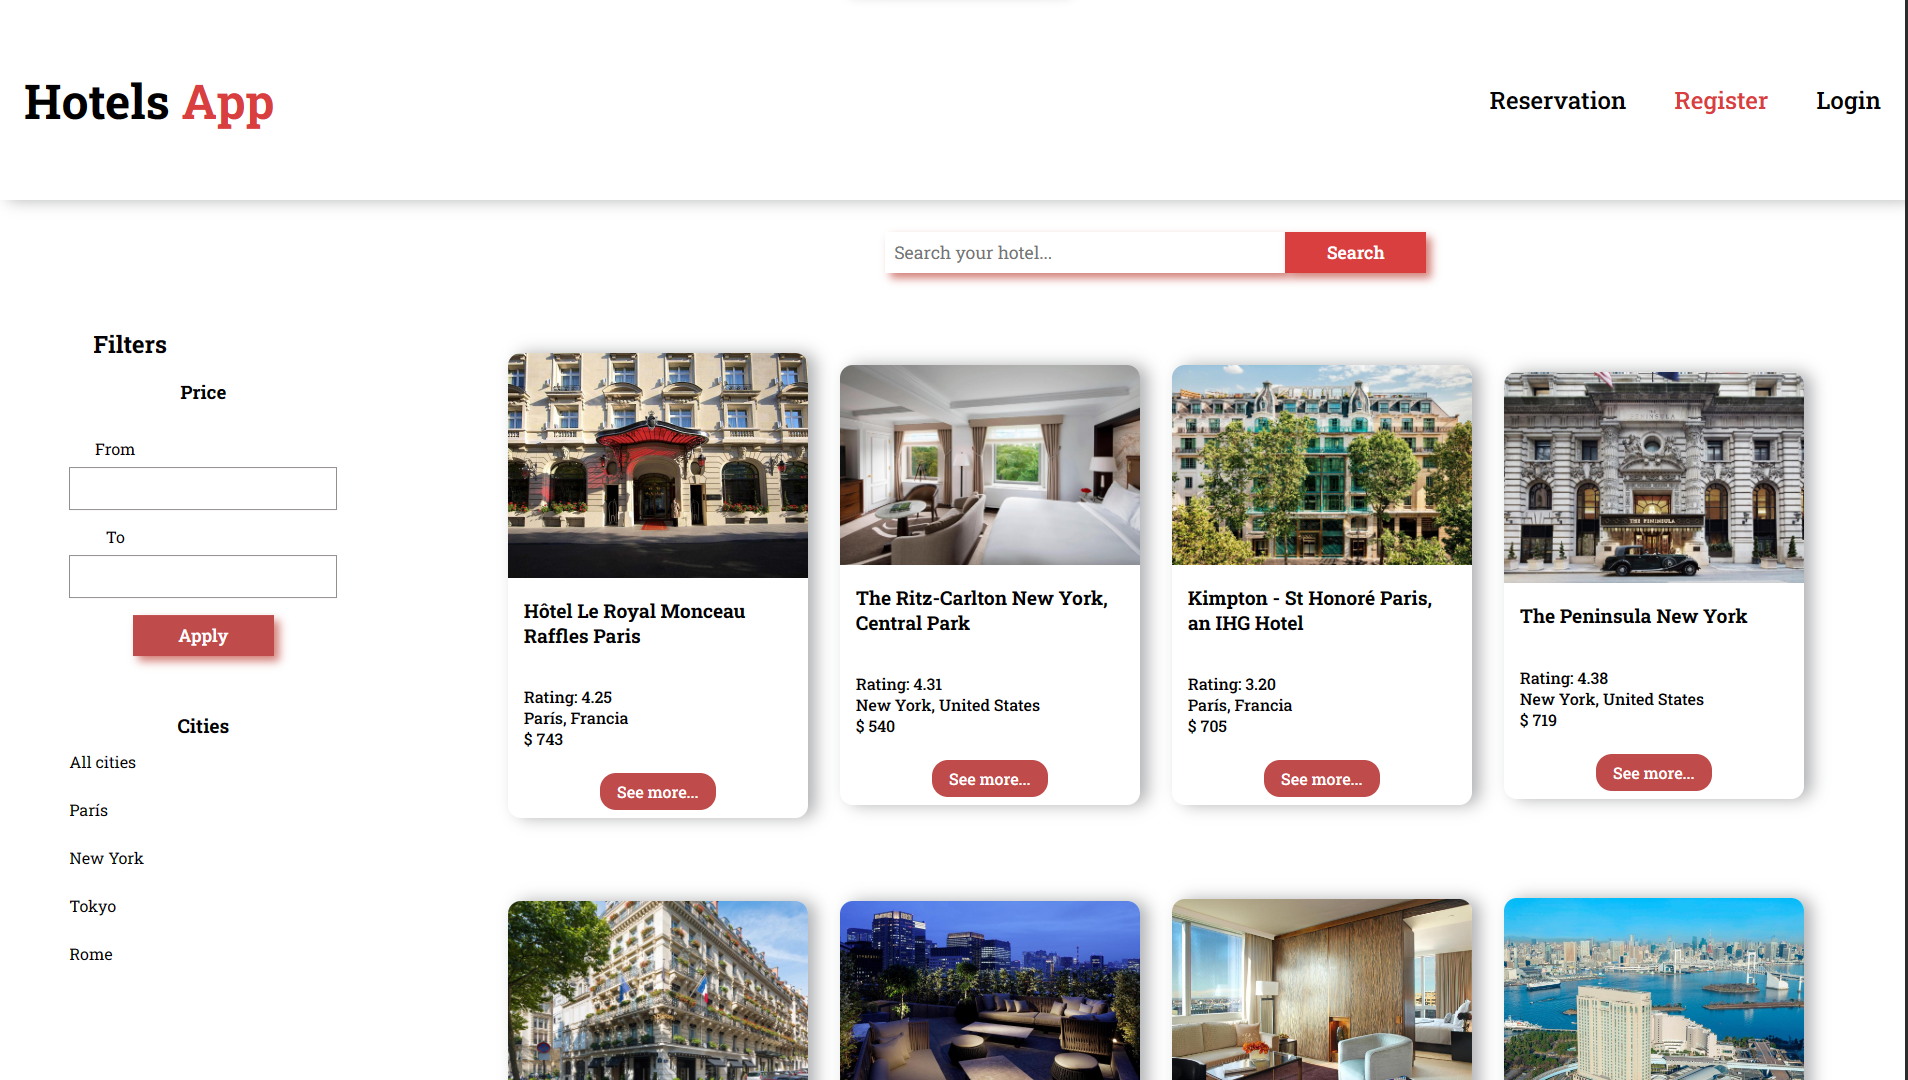 Hotels App
Reservation
Register
Login
Search your hotel...
Search
Filters
Price
From
To
Apply
Cities
All cities
París
New York
Tokyo
Rome
Hôtel Le Royal Monceau
Raffles Paris
Rating: 4.25
París, Francia
$ 743
See more...
The Ritz-Carlton New York,
Central Park
Rating: 4.31
New York, United States
$ 540
See more...
Kimpton - St Honoré Paris,
an IHG Hotel
Rating: 3.20
París, Francia
$ 705
See more...
THE PENINSULA
The Peninsula New York
Rating: 4.38
New York, United States
$ 719
See more...